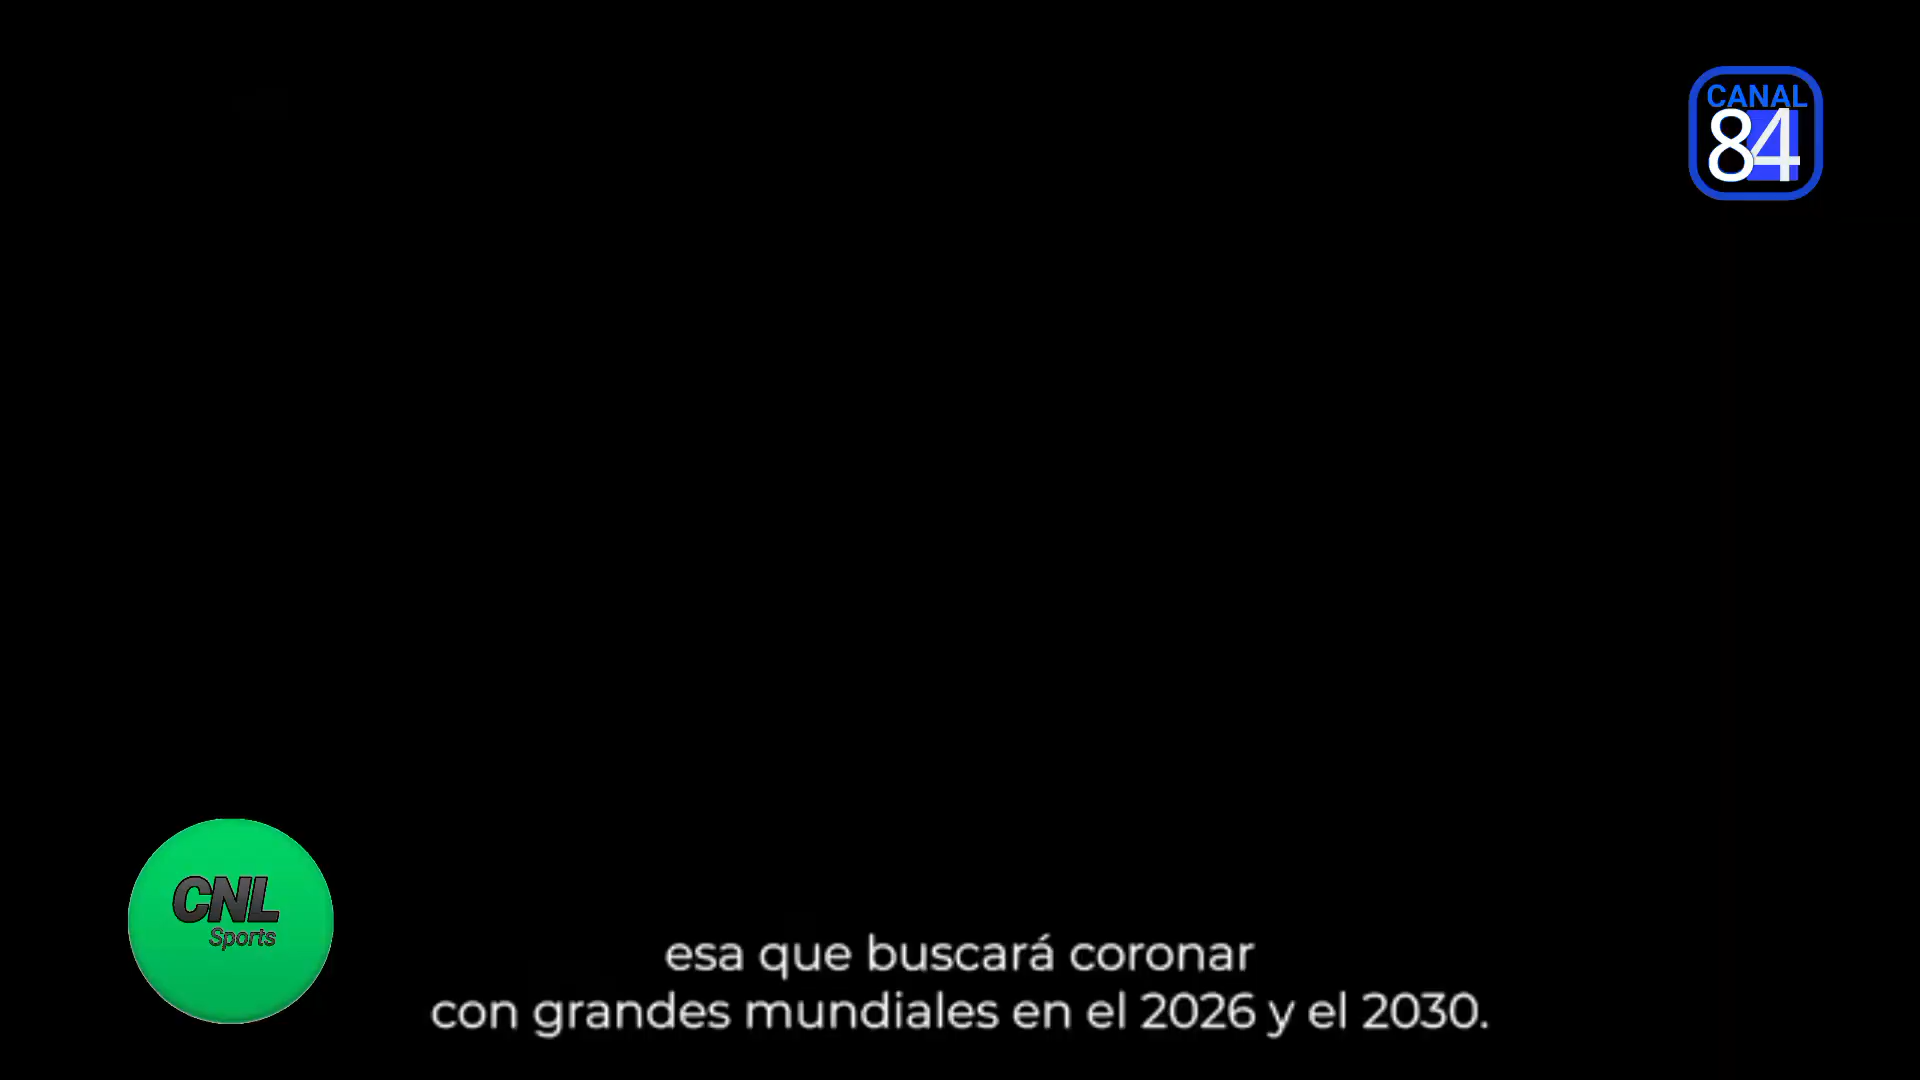 CANAL
84
CNL
Sports
esa que buscará coronar
con grandes mundiales en el 2026 y el 2030.